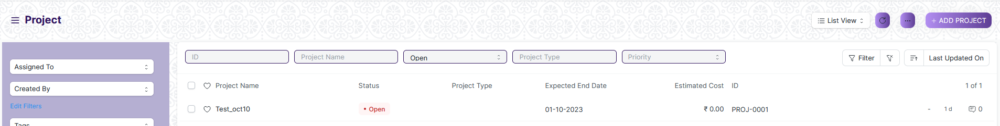 Project
List View
+ ADD PROJECT
Assigned To
Created By
Edit Filters
Tags
ID
Project Name
Open
Project Type
Priority
Filter
Last Updated On
Project Name Status Project Type Expected End Date Estimated Cost ID 1 of 1
Test_oct10 • Open 01-10-2023 ₹ 0.00 PROJ-0001 - 1 d 0